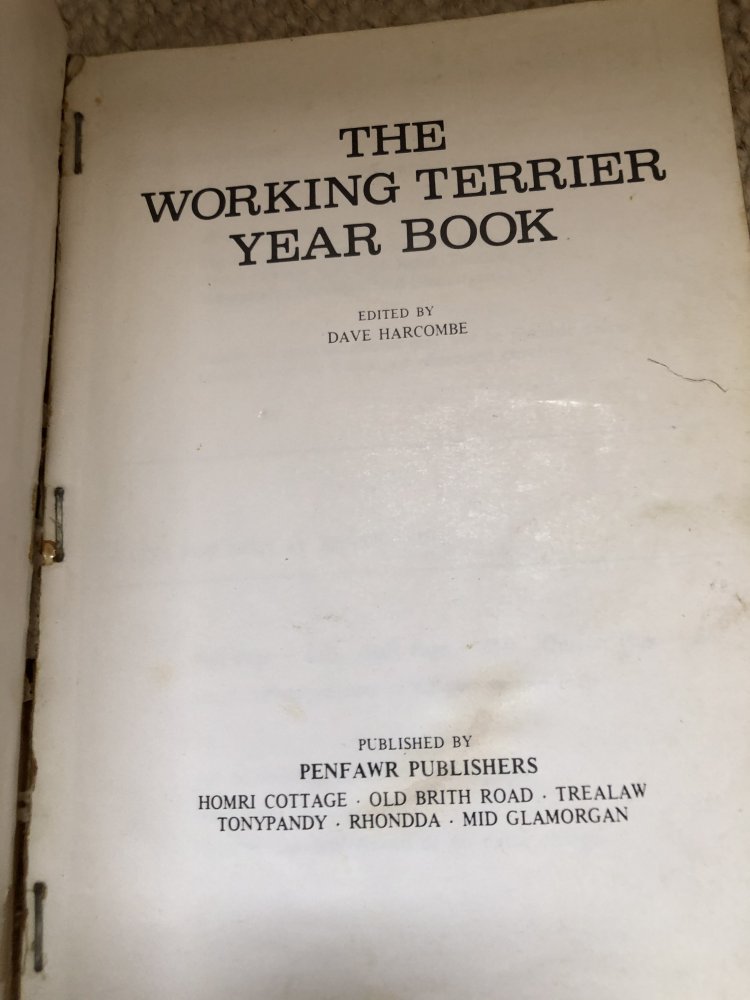 THE
WORKING TERRIER
YEAR BOOK
EDITED BY
DAVE HARCOMBE
PUBLISHED BY
PENFAWR PUBLISHERS
HOMRI COTTAGE · OLD BRITH ROAD · TREALAW
TONYPANDY · RHONDDA · MID GLAMORGAN